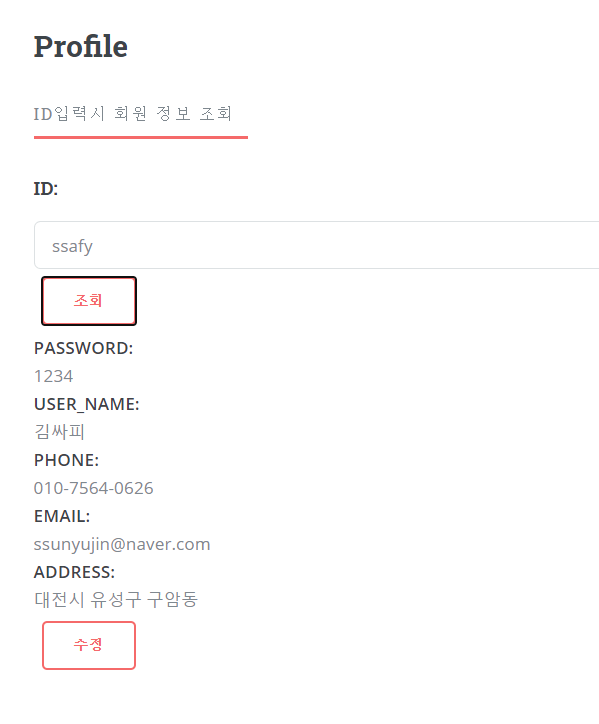 Profile
ID입력시 회원 정보 조회
ID:
ssafy
조회
PASSWORD:
1234
USER_NAME:
김싸피
PHONE:
010-7564-0626
EMAIL:
ssunyujin@naver.com
ADDRESS:
대전시 유성구 구암동
수정